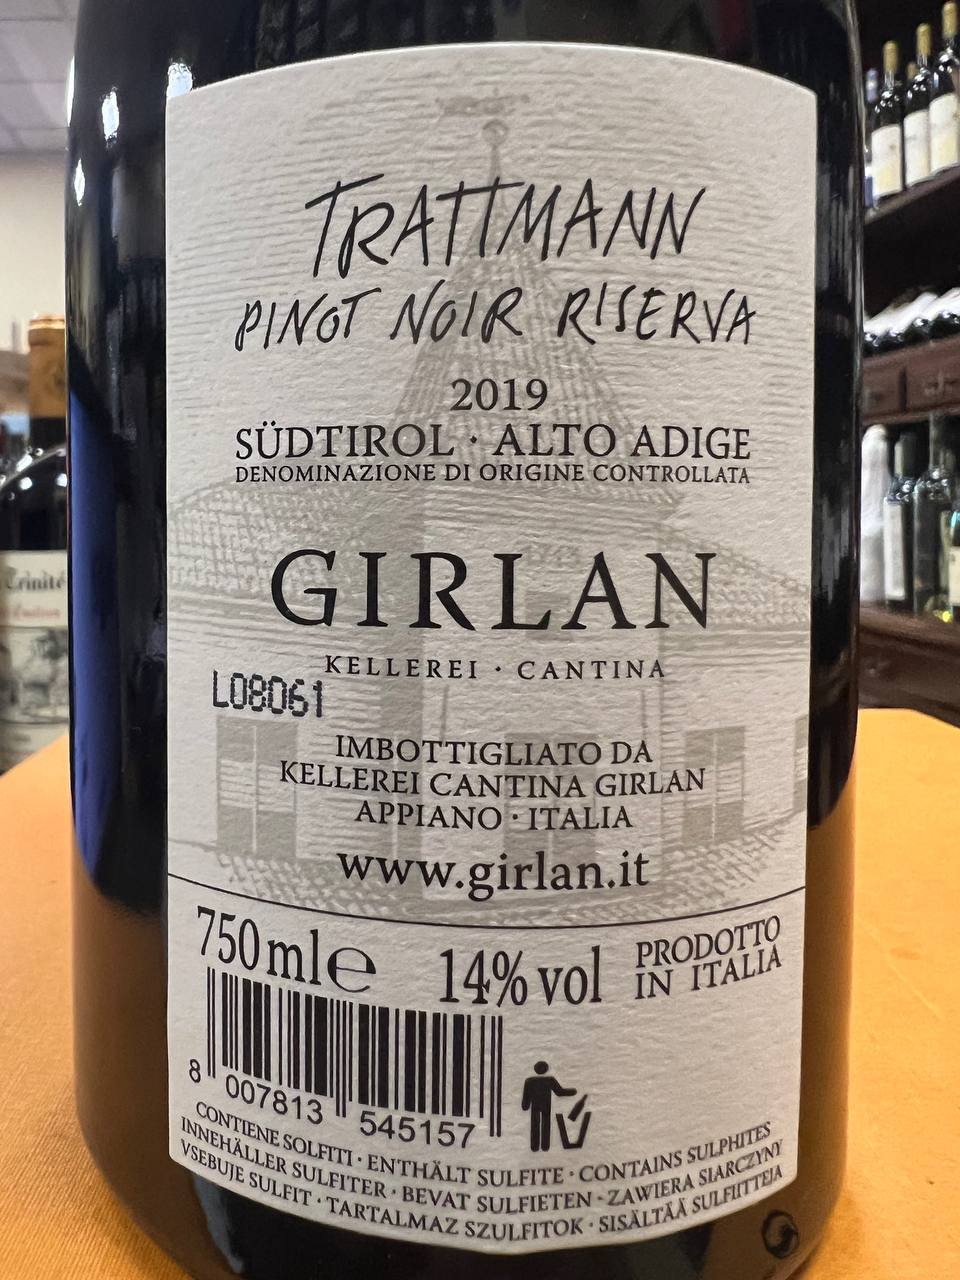 TRATTMANN
PINOT NOIR RISERVA
2019
SÜDTIROL · ALTO ADIGE
DENOMINAZIONE DI ORIGINE CONTROLLATA
GIRLAN
KELLEREI · CANTINA
L08061
IMBOTTIGLIATO DA
KELLEREI CANTINA GIRLAN
APPIANO · ITALIA
www.girlan.it
750 ml e 14% vol PRODOTTO
IN ITALIA
8 007813 545157
CONTIENE SOLFITI · ENTHÄLT SULFITE · CONTAINS SULPHITES
INNEHÅLLER SULFITER · BEVAT SULFIETEN · ZAWIERA SIARCZYNY
VSEBUJE SULFIT · TARTALMAZ SZULFITOK · SISÄLTÄÄ SULFIITTEJA
Trinité